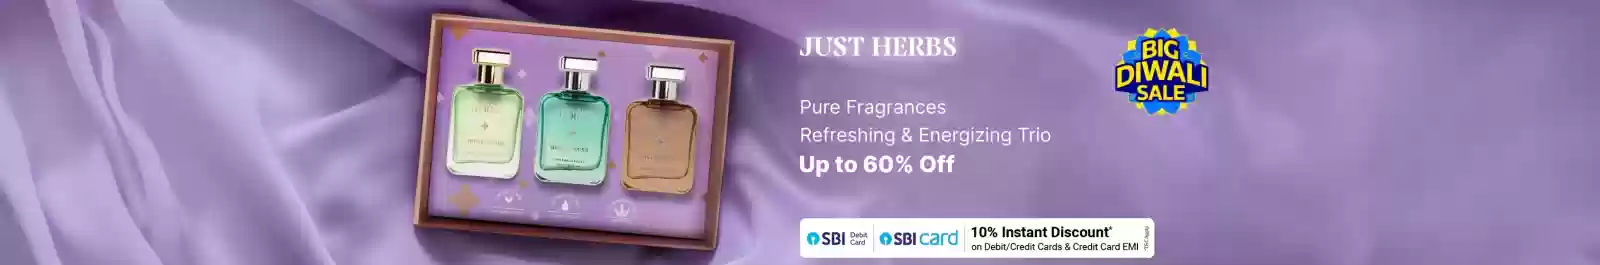 JUST HERBS
Pure Fragrances
Refreshing & Energizing Trio
Up to 60% Off
BIG
DIWALI
SALE
SBI Debit Card
SBI card
10% Instant Discount*
on Debit/Credit Cards & Credit Card EMI
*T&C Apply